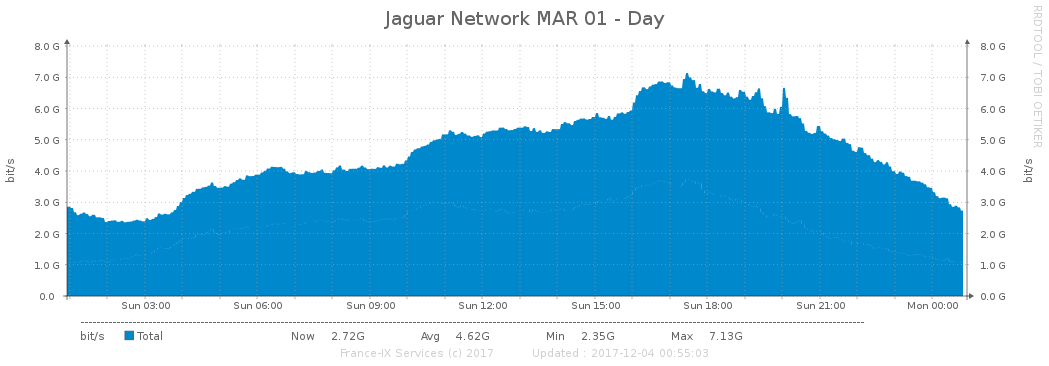 Jaguar Network MAR 01 - Day
RRDTOOL / TOBI OETIKER
bit/s
8.0 G
7.0 G
6.0 G
5.0 G
4.0 G
3.0 G
2.0 G
1.0 G
0.0
8.0 G
7.0 G
6.0 G
5.0 G
4.0 G
3.0 G
2.0 G
1.0 G
0.0 G
bit/s
Sun 03:00 Sun 06:00 Sun 09:00 Sun 12:00 Sun 15:00 Sun 18:00 Sun 21:00 Mon 00:00
bit/s Total Now 2.72G Avg 4.62G Min 2.35G Max 7.13G
France-IX Services (c) 2017 Updated : 2017-12-04 00:55:03